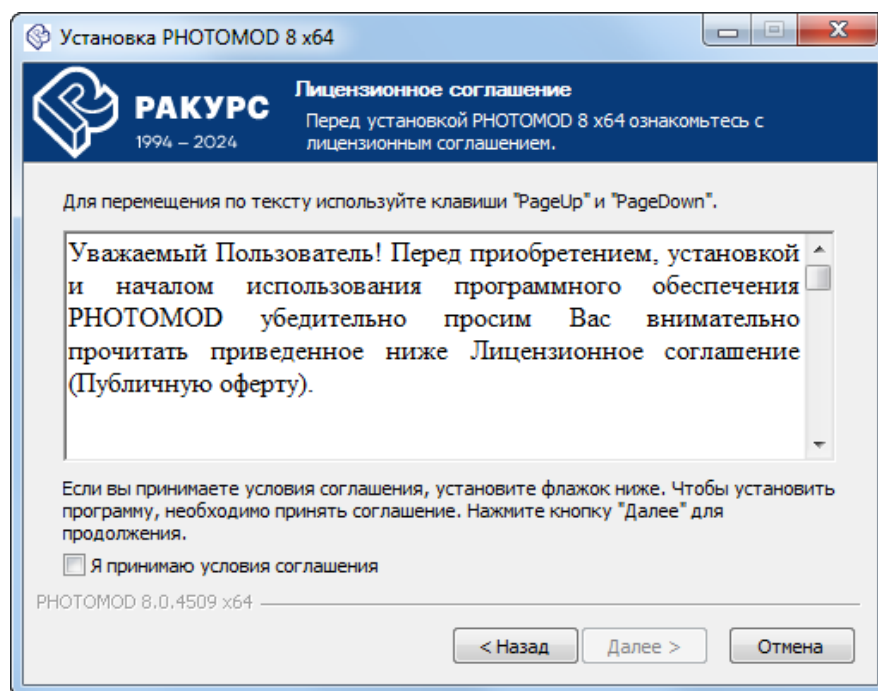 Установка PHOTOMOD 8 x64
РАКУРС
1994 – 2024
Лицензионное соглашение
Перед установкой PHOTOMOD 8 x64 ознакомьтесь с
лицензионным соглашением.
Для перемещения по тексту используйте клавиши "PageUp" и "PageDown".
Уважаемый Пользователь! Перед приобретением, установкой
и началом использования программного обеспечения
PHOTOMOD убедительно просим Вас внимательно
прочитать приведенное ниже Лицензионное соглашение
(Публичную оферту).
Если вы принимаете условия соглашения, установите флажок ниже. Чтобы установить
программу, необходимо принять соглашение. Нажмите кнопку "Далее" для
продолжения.
Я принимаю условия соглашения
PHOTOMOD 8.0.4509 x64
< Назад
Далее >
Отмена